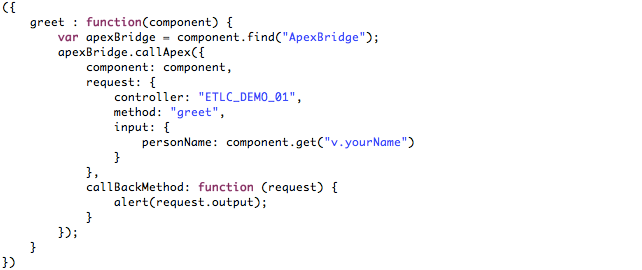 ({
    greet : function(component) {
        var apexBridge = component.find("ApexBridge");
        apexBridge.callApex({
            component: component,
            request: {
                controller: "ETLC_DEMO_01",
                method: "greet",
                input: {
                    personName: component.get("v.yourName")
                }
            },
            callBackMethod: function (request) {
                alert(request.output);
            }
        });
    }
})